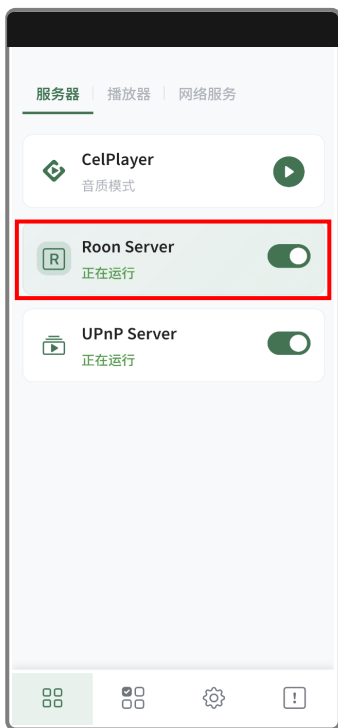 服务器
播放器
网络服务
CelPlayer
音质模式
R
Roon Server
正在运行
UPnP Server
正在运行